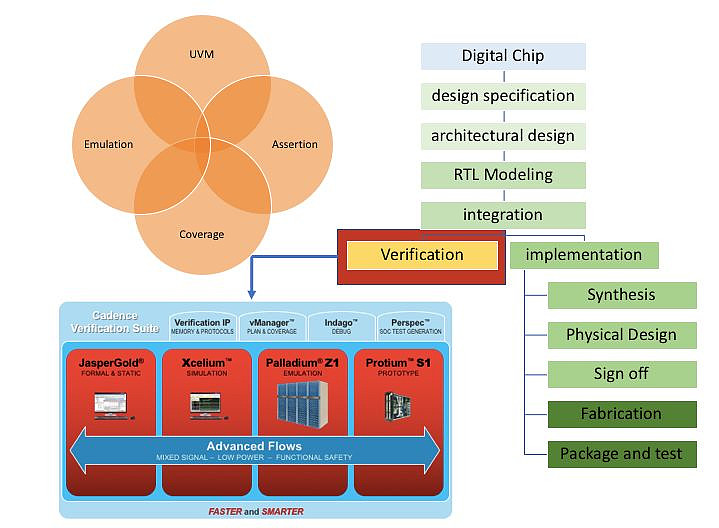 UVM
Emulation
Assertion
Coverage
Digital Chip
design specification
architectural design
RTL Modeling
integration
Verification
implementation
Synthesis
Physical Design
Sign off
Fabrication
Package and test
Cadence
Verification Suite
Verification IP
MEMORY & PROTOCOLS
vManager™
PLAN & COVERAGE
Indago™
DEBUG
Perspec™
SOC TEST GENERATION
JasperGold®
FORMAL & STATIC
Xcelium™
SIMULATION
Palladium® Z1
EMULATION
Protium™ S1
PROTOTYPE
Advanced Flows
MIXED SIGNAL – LOW POWER – FUNCTIONAL SAFETY
FASTER and SMARTER